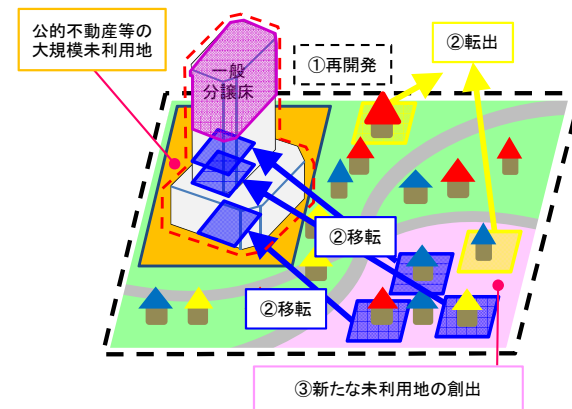 公的不動産等の
大規模未利用地
一般
分譲床
①再開発
②転出
②移転
②移転
③新たな未利用地の創出